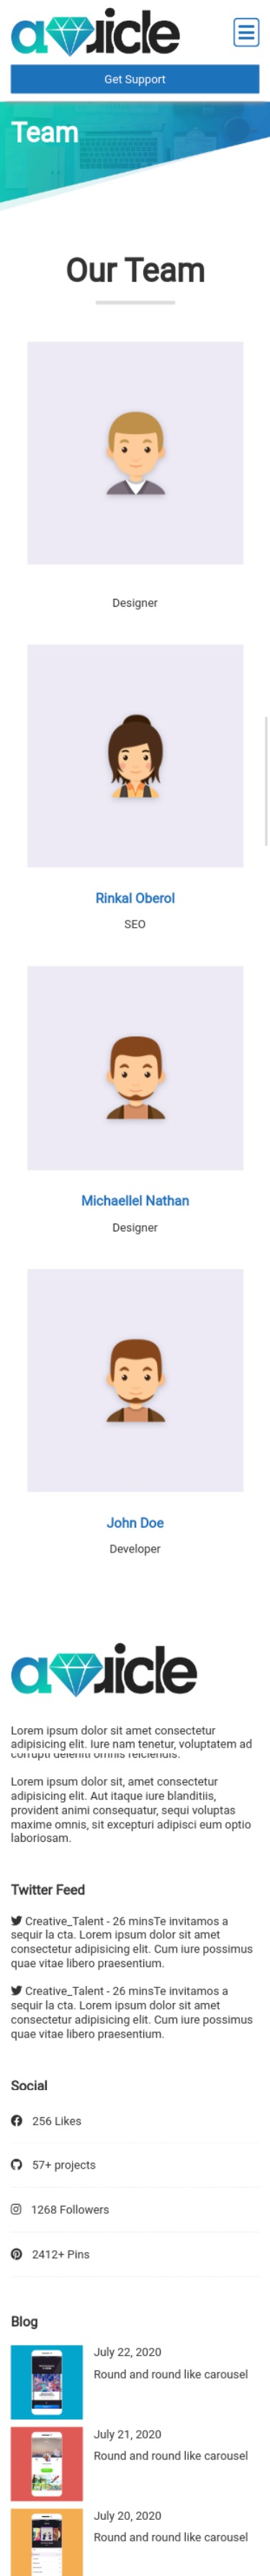 Get Support
Team
Our Team
Designer
Rinkal Oberol
SEO
Michaellel Nathan
Designer
John Doe
Developer
Lorem ipsum dolor sit amet consectetur
adipisicing elit. Iure nam tenetur, voluptatem ad
corrupti deleniti omnis reiciendis.
Lorem ipsum dolor sit, amet consectetur
adipisicing elit. Aut itaque iure blanditiis,
provident animi consequatur, sequi voluptas
maxime omnis, sit excepturi adipisci eum optio
laboriosam.
Twitter Feed
Creative_Talent - 26 minsTe invitamos a
sequir la cta. Lorem ipsum dolor sit amet
consectetur adipisicing elit. Cum iure possimus
quae vitae libero praesentium.
Creative_Talent - 26 minsTe invitamos a
sequir la cta. Lorem ipsum dolor sit amet
consectetur adipisicing elit. Cum iure possimus
quae vitae libero praesentium.
Social
256 Likes
57+ projects
1268 Followers
2412+ Pins
Blog
July 22, 2020
Round and round like carousel
July 21, 2020
Round and round like carousel
July 20, 2020
Round and round like carousel